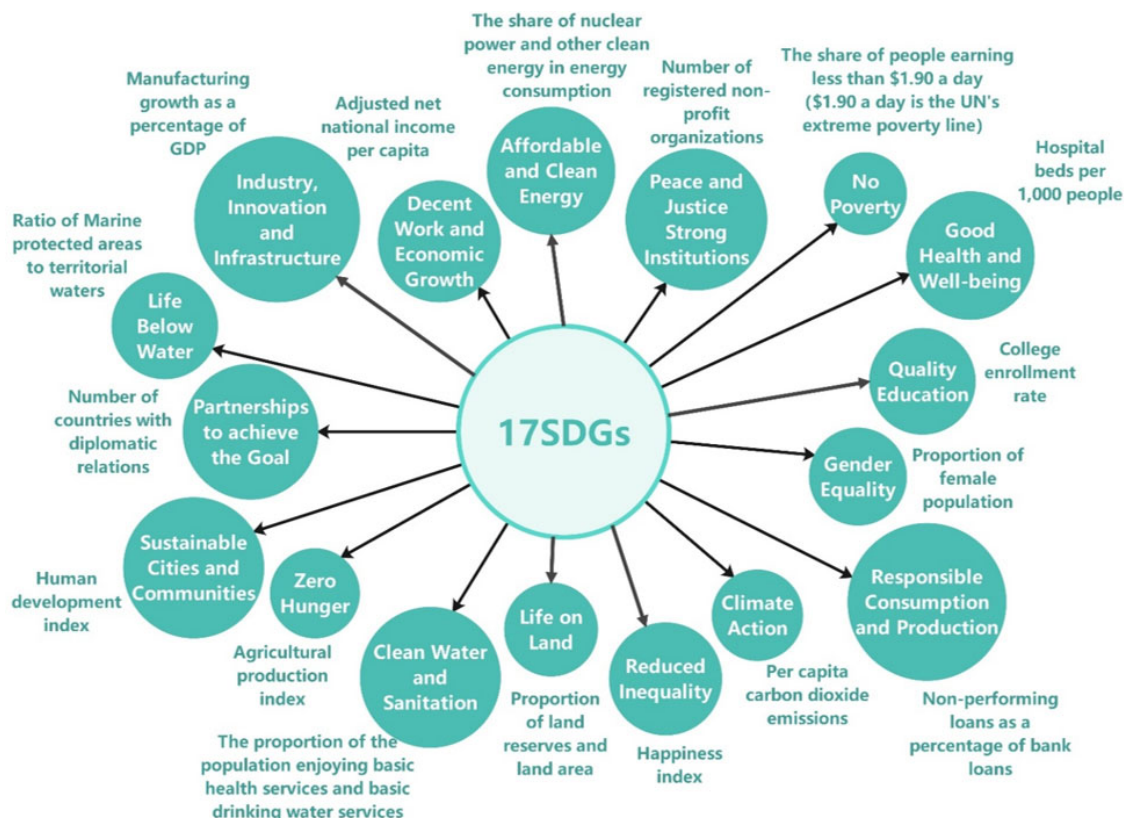 The share of nuclear
power and other clean
energy in energy
consumption
Manufacturing
growth as a
percentage of
GDP
Adjusted net
national income
per capita
Number of
registered non-
profit
organizations
The share of people earning
less than $1.90 a day
($1.90 a day is the UN's
extreme poverty line)
Hospital
beds per
1,000 people
Industry,
Innovation
and
Infrastructure
Decent
Work and
Economic
Growth
Affordable
and Clean
Energy
Peace and
Justice
Strong
Institutions
No
Poverty
Good
Health and
Well-being
Ratio of Marine
protected areas
to territorial
waters
Life
Below
Water
Quality
Education
College
enrollment
rate
Number of
countries with
diplomatic
relations
Partnerships
to achieve
the Goal
17SDGs
Gender
Equality
Proportion of
female
population
Human
development
index
Sustainable
Cities and
Communities
Zero
Hunger
Agricultural
production
index
Clean Water
and
Sanitation
The proportion of the
population enjoying basic
health services and basic
drinking water services
Life on
Land
Proportion
of land
reserves and
land area
Reduced
Inequality
Happiness
index
Climate
Action
Per capita
carbon dioxide
emissions
Responsible
Consumption
and Production
Non-performing
loans as a
percentage of bank
loans